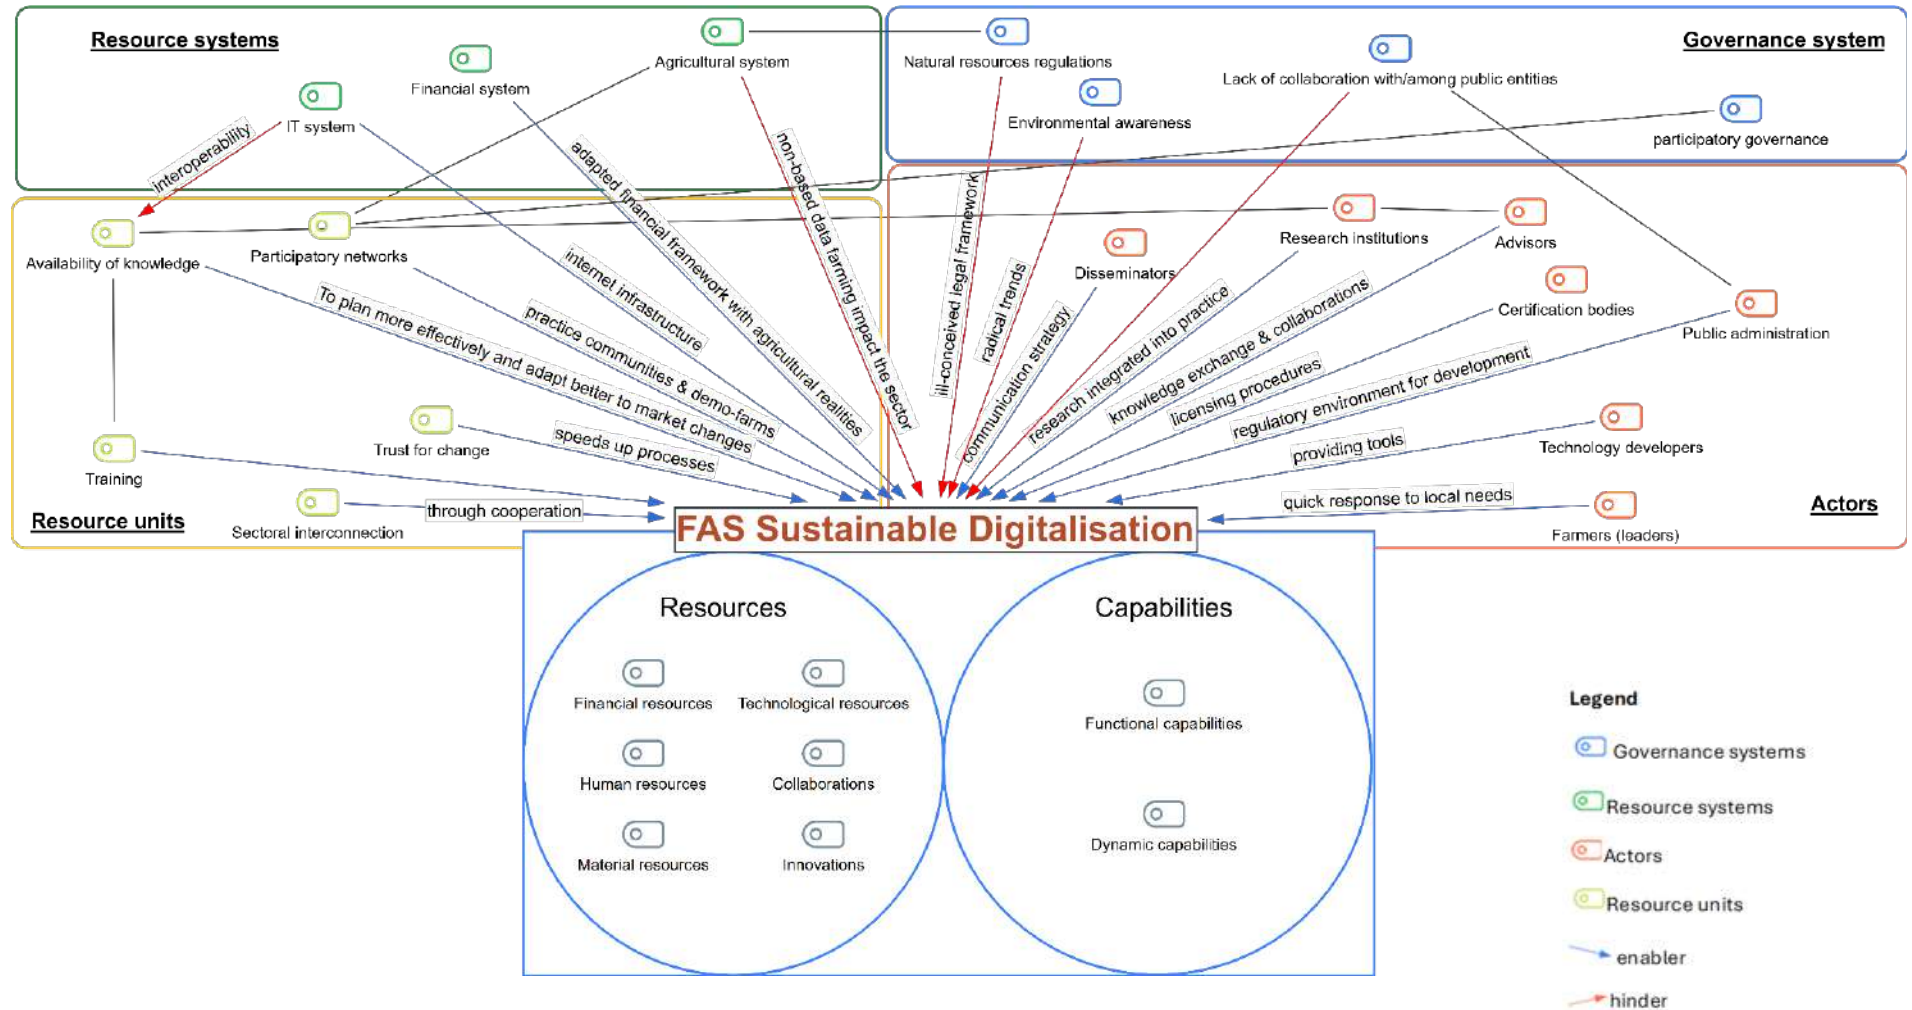 Resource systems
Financial system
Agricultural system
IT system
interoperability
Governance system
Natural resources regulations
Lack of collaboration with/among public entities
Environmental awareness
participatory governance
Availability of knowledge
Participatory networks
Trust for change
Training
Sectoral interconnection
Resource units
adapted financial framework with agricultural realities
non-based data farming impact the sector
internet infrastructure
practice communities & demo-farms
To plan more effectively and adapt better to market changes
speeds up processes
through cooperation
ill-conceived legal framework
radical trends
communication strategy
research integrated into practice
knowledge exchange & collaborations
licensing procedures
regulatory environment for development
providing tools
quick response to local needs
Disseminators
Research institutions
Advisors
Certification bodies
Public administration
Technology developers
Farmers (leaders)
Actors
FAS Sustainable Digitalisation
Resources
Financial resources
Technological resources
Human resources
Collaborations
Material resources
Innovations
Capabilities
Functional capabilities
Dynamic capabilities
Legend
Governance systems
Resource systems
Actors
Resource units
enabler
hinder